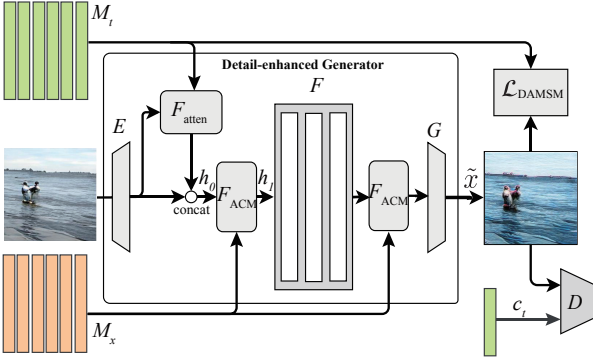 M_t
Detail-enhanced Generator
F
ℒ_DAMSM
F_atten
E
G
h_0
h_1
x̃
F_ACM
F_ACM
concat
c_t
D
M_x